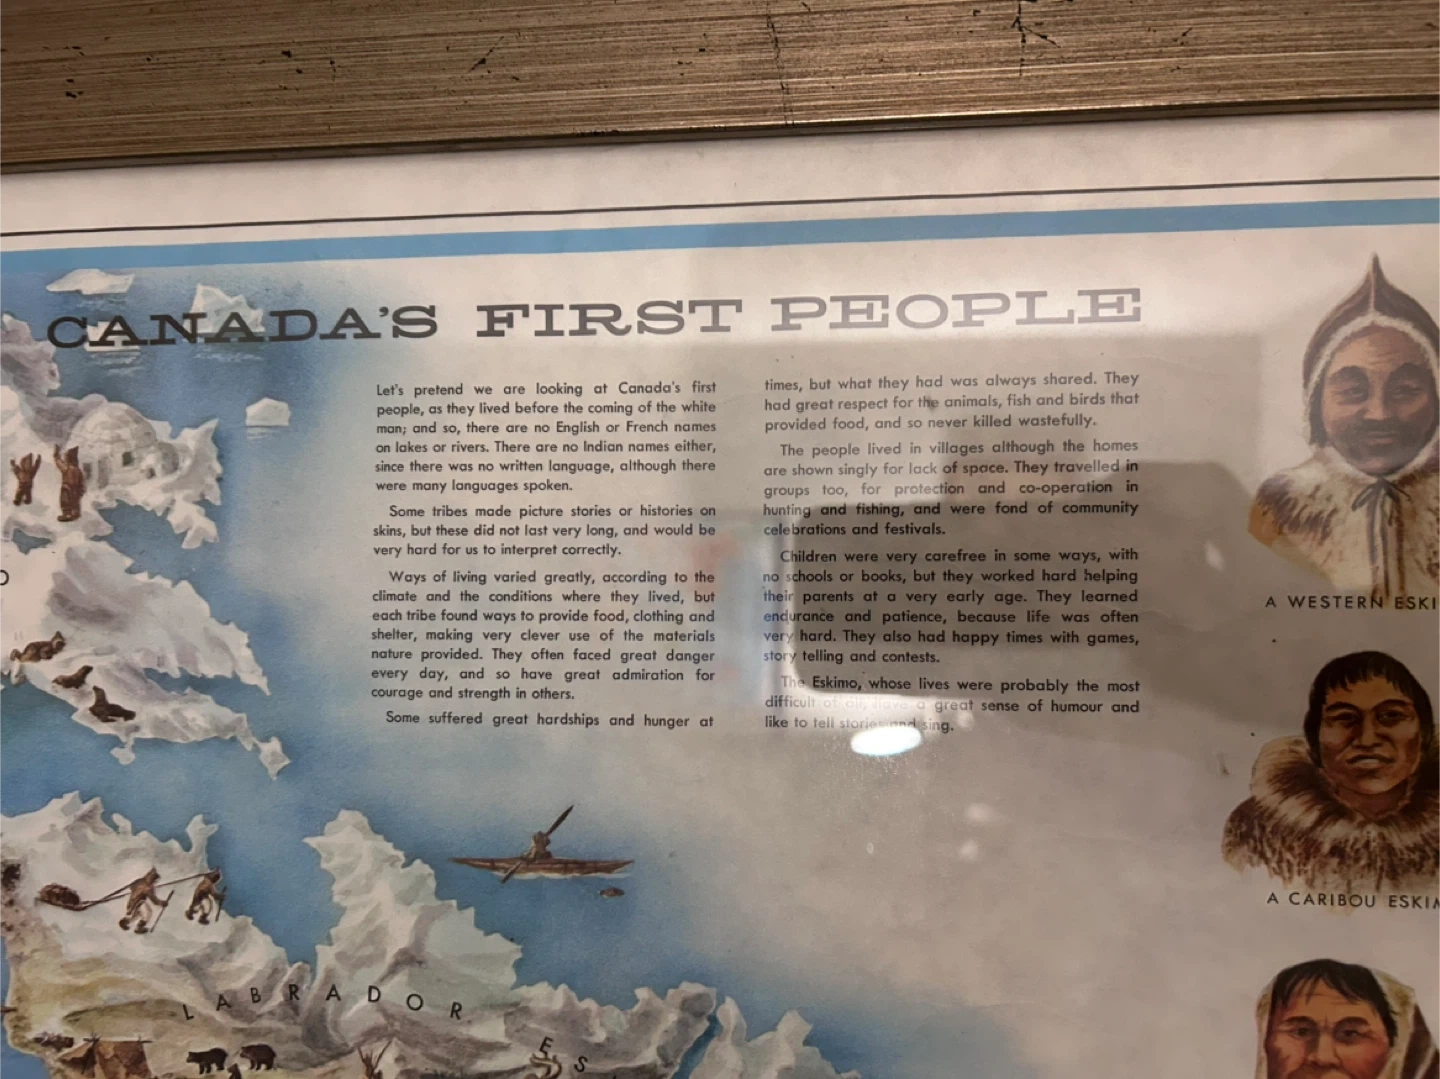 CANADA'S FIRST PEOPLE
Let's pretend we are looking at Canada's first
people, as they lived before the coming of the white
man; and so, there are no English or French names
on lakes or rivers. There are no Indian names either,
since there was no written language, although there
were many languages spoken.
Some tribes made picture stories or histories on
skins, but these did not last very long, and would be
very hard for us to interpret correctly.
Ways of living varied greatly, according to the
climate and the conditions where they lived, but
each tribe found ways to provide food, clothing and
shelter, making very clever use of the materials
nature provided. They often faced great danger
every day, and so have great admiration for
courage and strength in others.
Some suffered great hardships and hunger at
times, but what they had was always shared. They
had great respect for the animals, fish and birds that
provided food, and so never killed wastefully.
The people lived in villages although the homes
are shown singly for lack of space. They travelled in
groups too, for protection and co-operation in
hunting and fishing, and were fond of community
celebrations and festivals.
Children were very carefree in some ways, with
no schools or books, but they worked hard helping
their parents at a very early age. They learned
endurance and patience, because life was often
very hard. They also had happy times with games,
story telling and contests.
The Eskimo, whose lives were probably the most
difficult of all, have a great sense of humour and
like to tell stories and sing.
A WESTERN ESKI
A CARIBOU ESKI
LABRADOR
ES